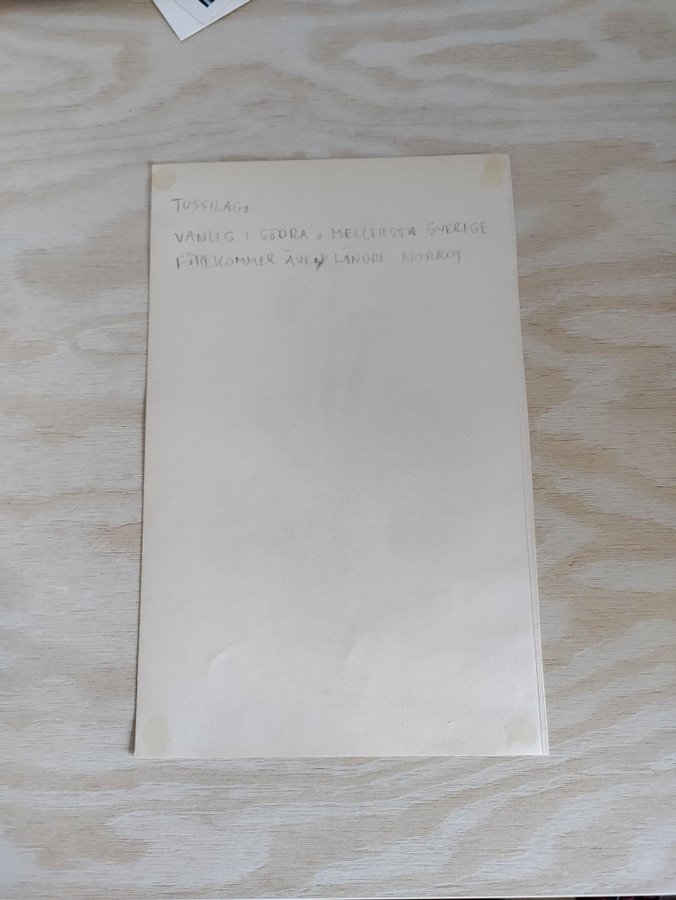 TUSSILAGO
VANLIG I SÖDRA O MELLERSTA SVERIGE
FÖREKOMMER ÄVEN LÄNGRE NORRUT